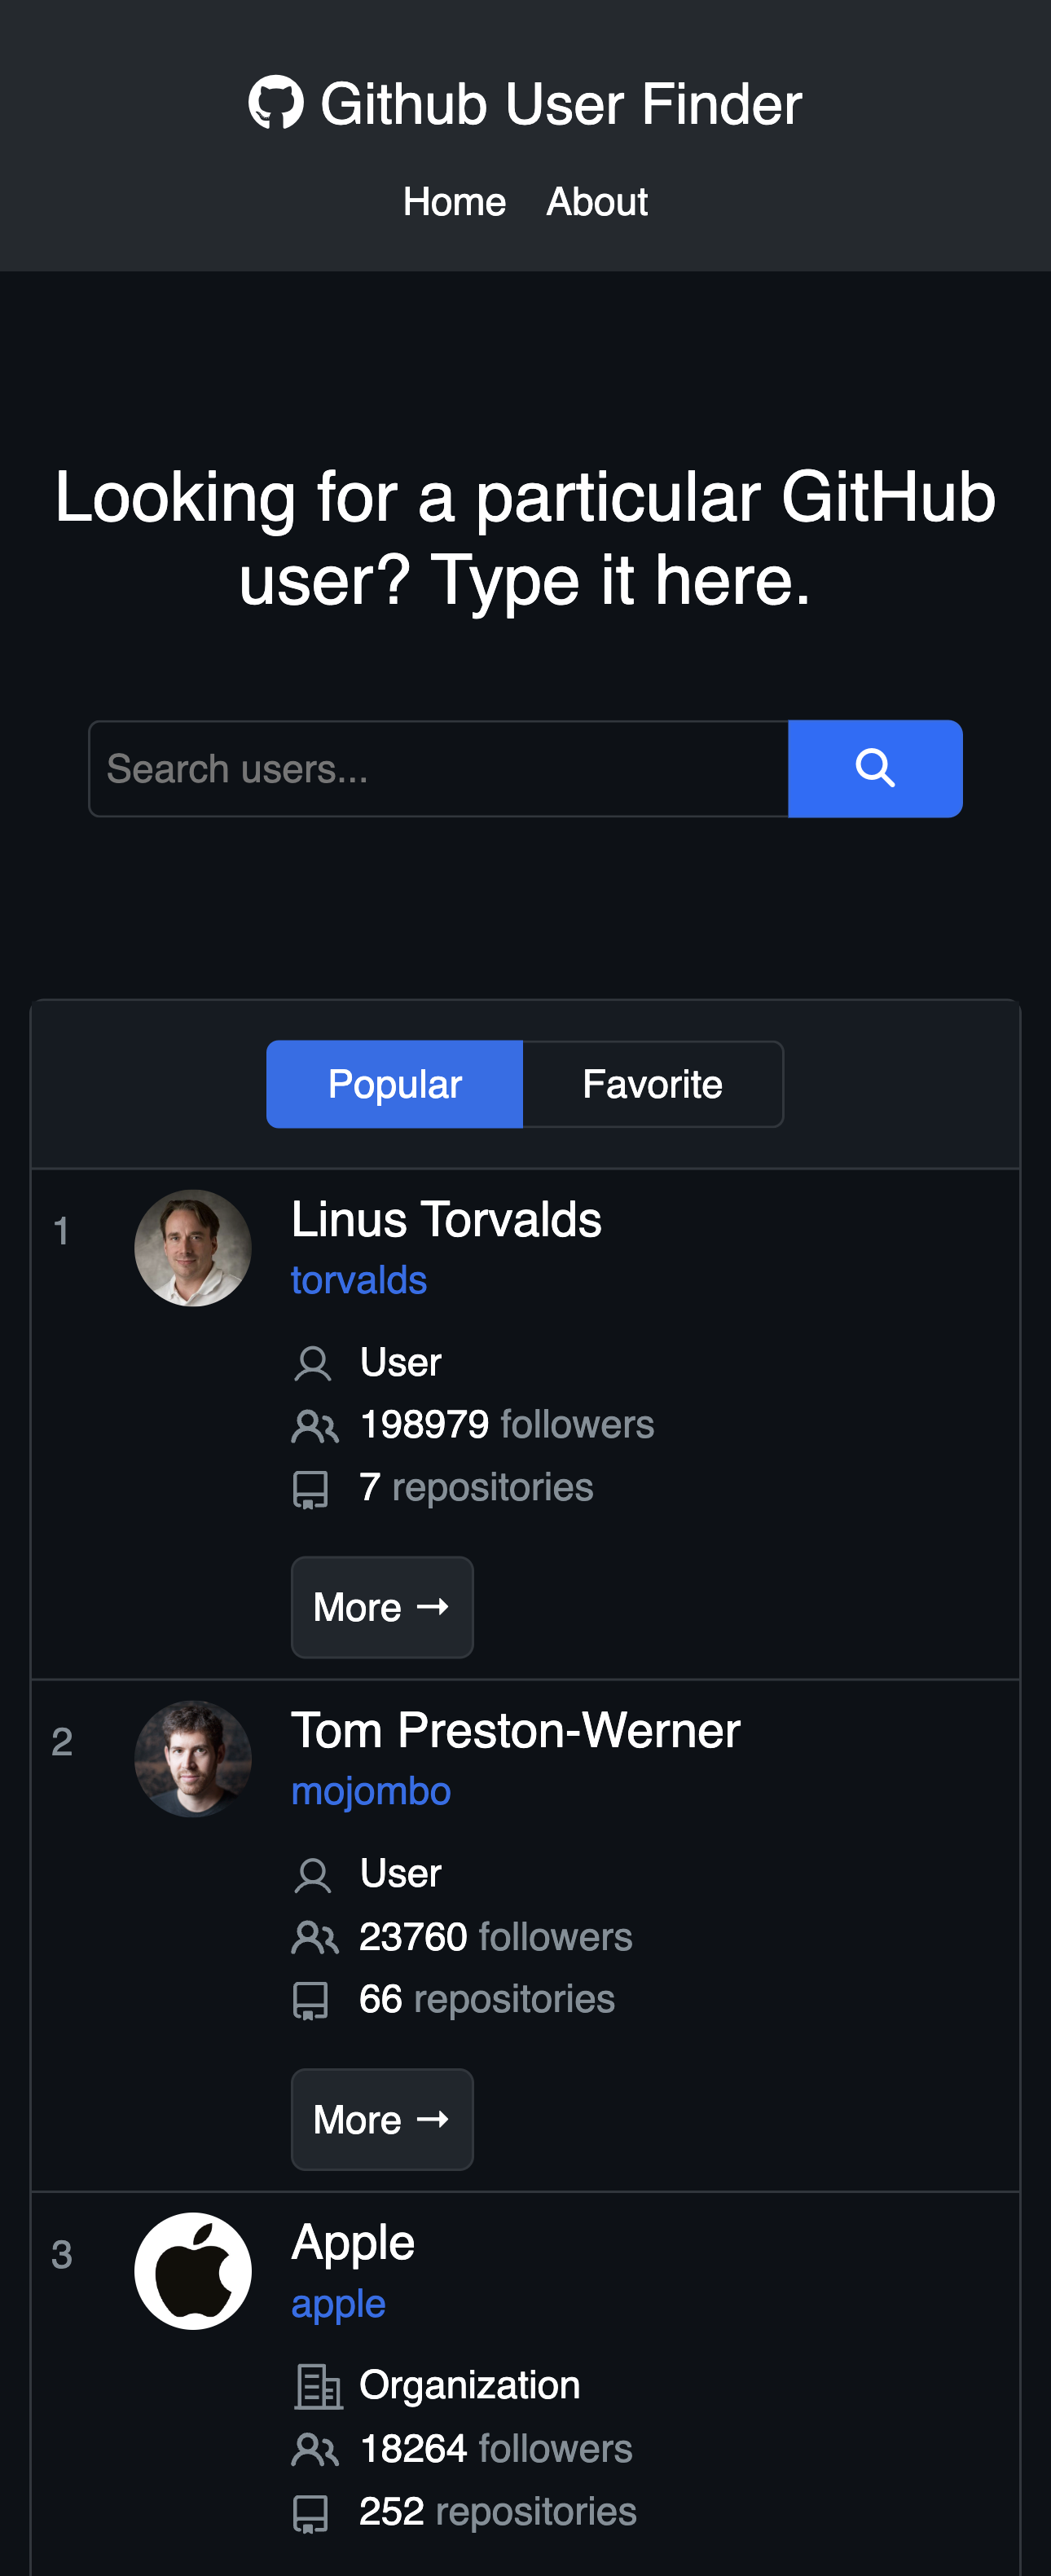 Github User Finder
Home About
Looking for a particular GitHub
user? Type it here.
Search users...
Popular Favorite
1 Linus Torvalds
torvalds
User
198979 followers
7 repositories
More →
2 Tom Preston-Werner
mojombo
User
23760 followers
66 repositories
More →
3 Apple
apple
Organization
18264 followers
252 repositories